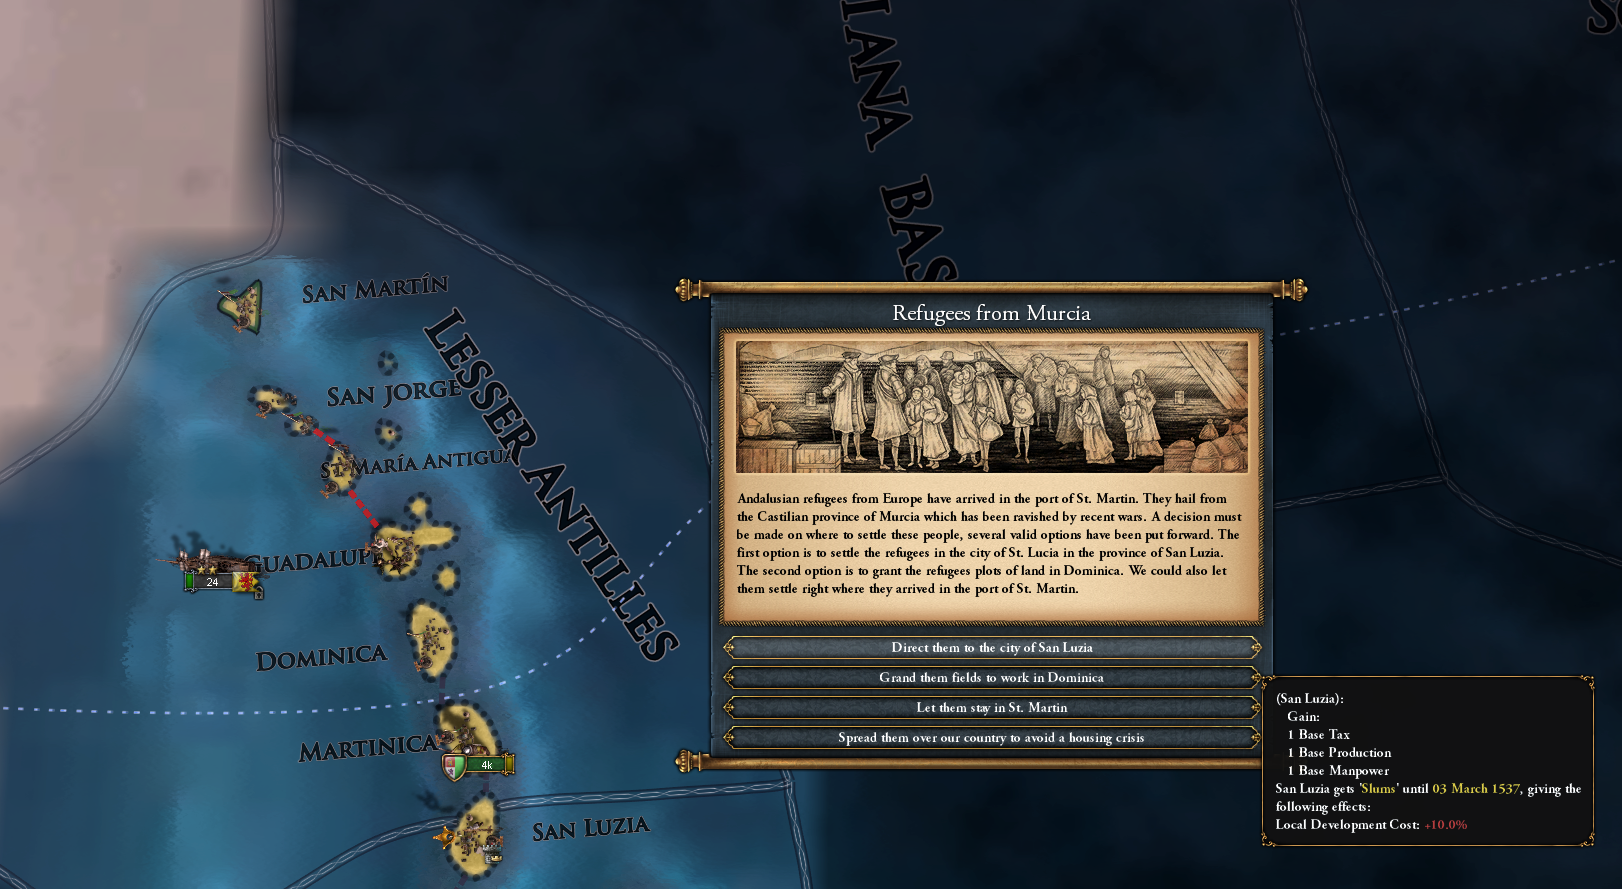 IANA BAS
S
SAN MARTÍN
SAN JORGE
LESSER ANTILLES
ST MARÍA ANTIGUA
GUADALUP
24
DOMINICA
MARTINICA
4k
SAN LUZIA
Refugees from Murcia
Andalusian refugees from Europe have arrived in the port of St. Martin. They hail from
the Castilian province of Murcia which has been ravished by recent wars. A decision must
be made on where to settle these people, several valid options have been put forward. The
first option is to settle the refugees in the city of St. Lucia in the province of San Luzia.
The second option is to grant the refugees plots of land in Dominica. We could also let
them settle right where they arrived in the port of St. Martin.
Direct them to the city of San Luzia
Grand them fields to work in Dominica
Let them stay in St. Martin
Spread them over our country to avoid a housing crisis
(San Luzia):
Gain:
1 Base Tax
1 Base Production
1 Base Manpower
San Luzia gets 'Slums' until 03 March 1537, giving the
following effects:
Local Development Cost: +10.0%